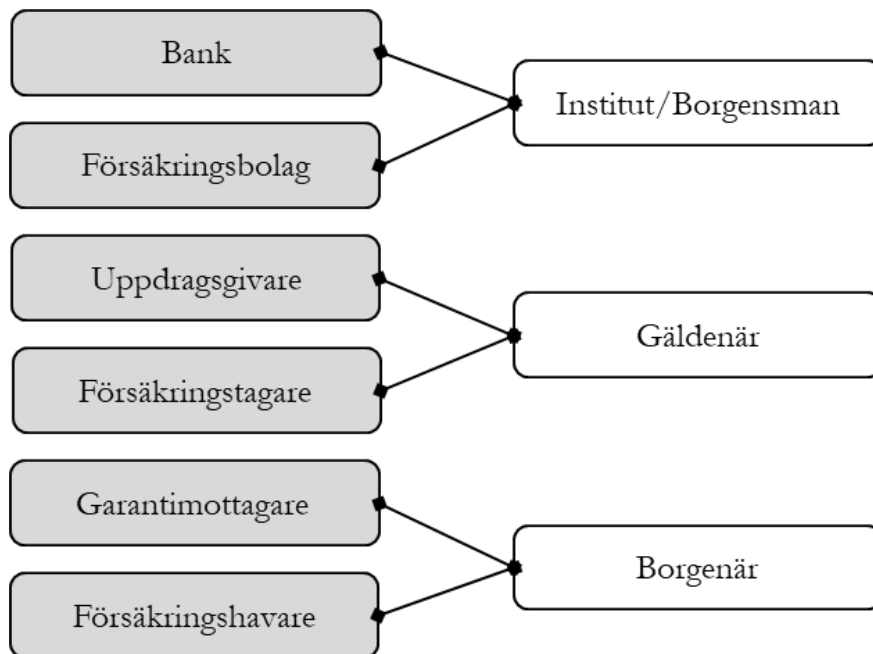 Bank
Institut/Borgensman
Försäkringsbolag
Uppdragsgivare
Gäldenär
Försäkringstagare
Garantimottagare
Borgenär
Försäkringshavare